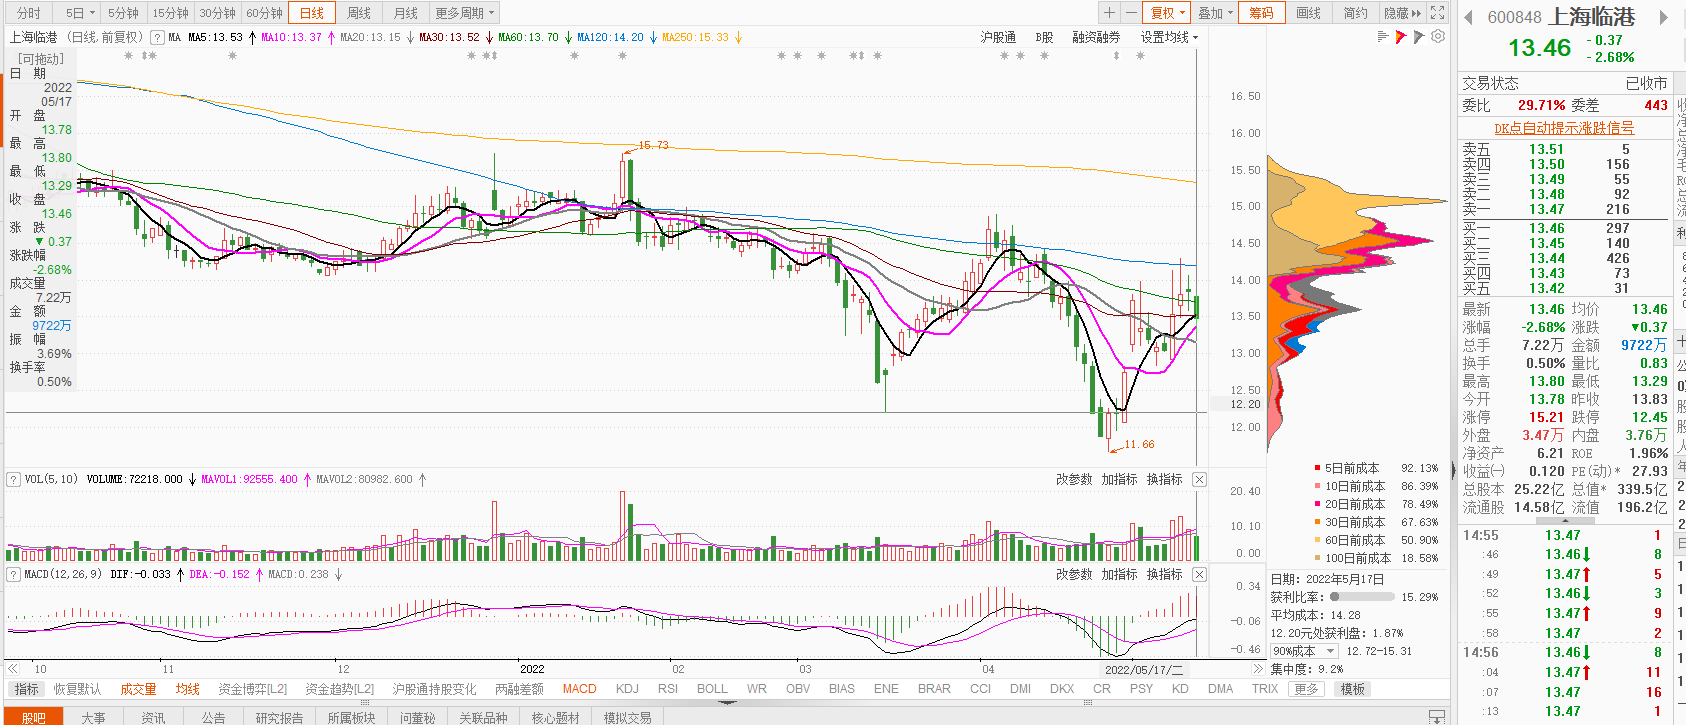 分时 5日 5分钟 15分钟 30分钟 60分钟 日线 周线 月线 更多周期 复权 叠加 筹码 画线 简约 隐藏
600848 上海临港
13.46 -0.37
-2.68%
上海临港 (日线,前复权) ? MA MA5:13.53 MA10:13.37 MA20:13.15 MA30:13.52 MA60:13.70 MA120:14.20 MA250:15.33
沪股通 B股 融资融券 设置均线
[可拖动]
日 期
2022
05/17
开 盘
13.78
最 高
13.80
最 低
13.29
收 盘
13.46
涨 跌
▼0.37
涨跌幅
-2.68%
成交量
7.22万
金 额
9722万
振 幅
3.69%
换手率
0.50%
15.73
11.66
16.50
16.00
15.50
15.00
14.50
14.00
13.50
13.00
12.50
12.20
12.00
? VOL(5,10) VOLUME:72218.000 MAVOL1:92555.400 MAVOL2:80982.600
改参数 加指标 换指标
20.40
10.10
0.00
? MACD(12,26,9) DIF:-0.033 DEA:-0.152 MACD:0.238
改参数 加指标 换指标
0.34
-0.06
-0.46
10 11 12 2022 02 03 04 2022/05/17/二
5日前成本 92.13%
10日前成本 86.39%
20日前成本 78.49%
30日前成本 67.63%
60日前成本 50.90%
100日前成本 18.58%
日期: 2022年5月17日
获利比率: 15.29%
平均成本: 14.28
12.20元处获利盘: 1.87%
90%成本 12.72-15.31
集中度: 9.2%
指标 恢复默认 成交量 均线 资金博弈[L2] 资金趋势[L2] 沪股通持股变化 两融差额 MACD KDJ RSI BOLL WR OBV BIAS ENE BRAR CCI DMI DKX CR PSY KD DMA TRIX 更多 模板
股吧 大事 资讯 公告 研究报告 所属板块 问董秘 关联品种 核心题材 模拟交易
交易状态 已收市
委比 29.71% 委差 443
DK点自动提示涨跌信号
卖五 13.51 5
卖四 13.50 156
卖三 13.49 55
卖二 13.48 92
卖一 13.47 216
买一 13.46 297
买二 13.45 140
买三 13.44 426
买四 13.43 73
买五 13.42 31
最新 13.46 均价 13.46
涨幅 -2.68% 涨跌 ▼0.37
总手 7.22万 金额 9722万
换手 0.50% 量比 0.83
最高 13.80 最低 13.29
今开 13.78 昨收 13.83
涨停 15.21 跌停 12.45
外盘 3.47万 内盘 3.76万
净资产 6.21 ROE 1.96%
收益(一) 0.120 PE(动)* 27.93
总股本 25.22亿 总值* 339.5亿
流通股 14.58亿 流值 196.2亿
14:55 13.47 1
:46 13.46 8
:49 13.47 5
:52 13.46 3
:55 13.47 9
:58 13.47 2
14:56 13.46 8
:04 13.47 11
:07 13.47 16
:13 13.47 1